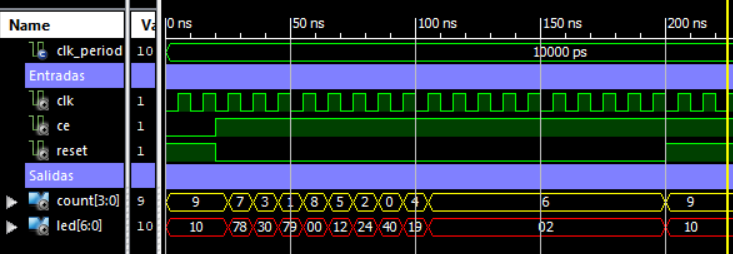 Name Va 0 ns 50 ns 100 ns 150 ns 200 ns
clk_period 10 10000 ps
Entradas
clk 1
ce 1
reset 1
Salidas
count[3:0] 9 9 7 3 1 8 5 2 0 4 6 9
led[6:0] 10 10 78 30 79 00 12 24 40 19 02 10